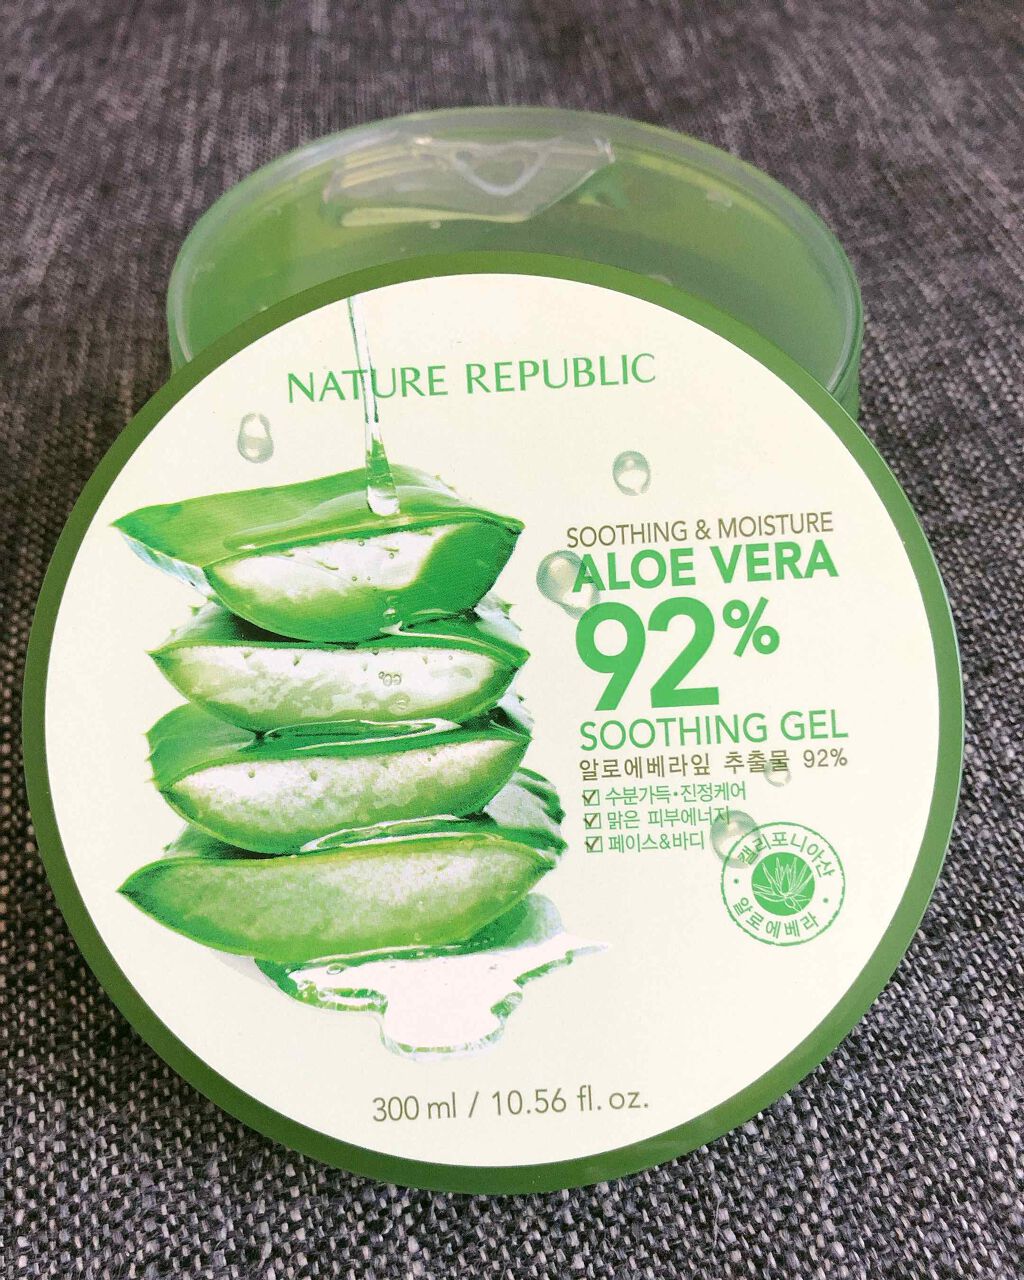 NATURE REPUBLIC
SOOTHING & MOISTURE
ALOE VERA
92%
SOOTHING GEL
알로에베라잎 추출물 92%
☑ 수분가득•진정케어
☑ 맑은 피부에너지
☑ 페이스&바디
캘리포니아산
알로에베라
300 ml / 10.56 fl. oz.